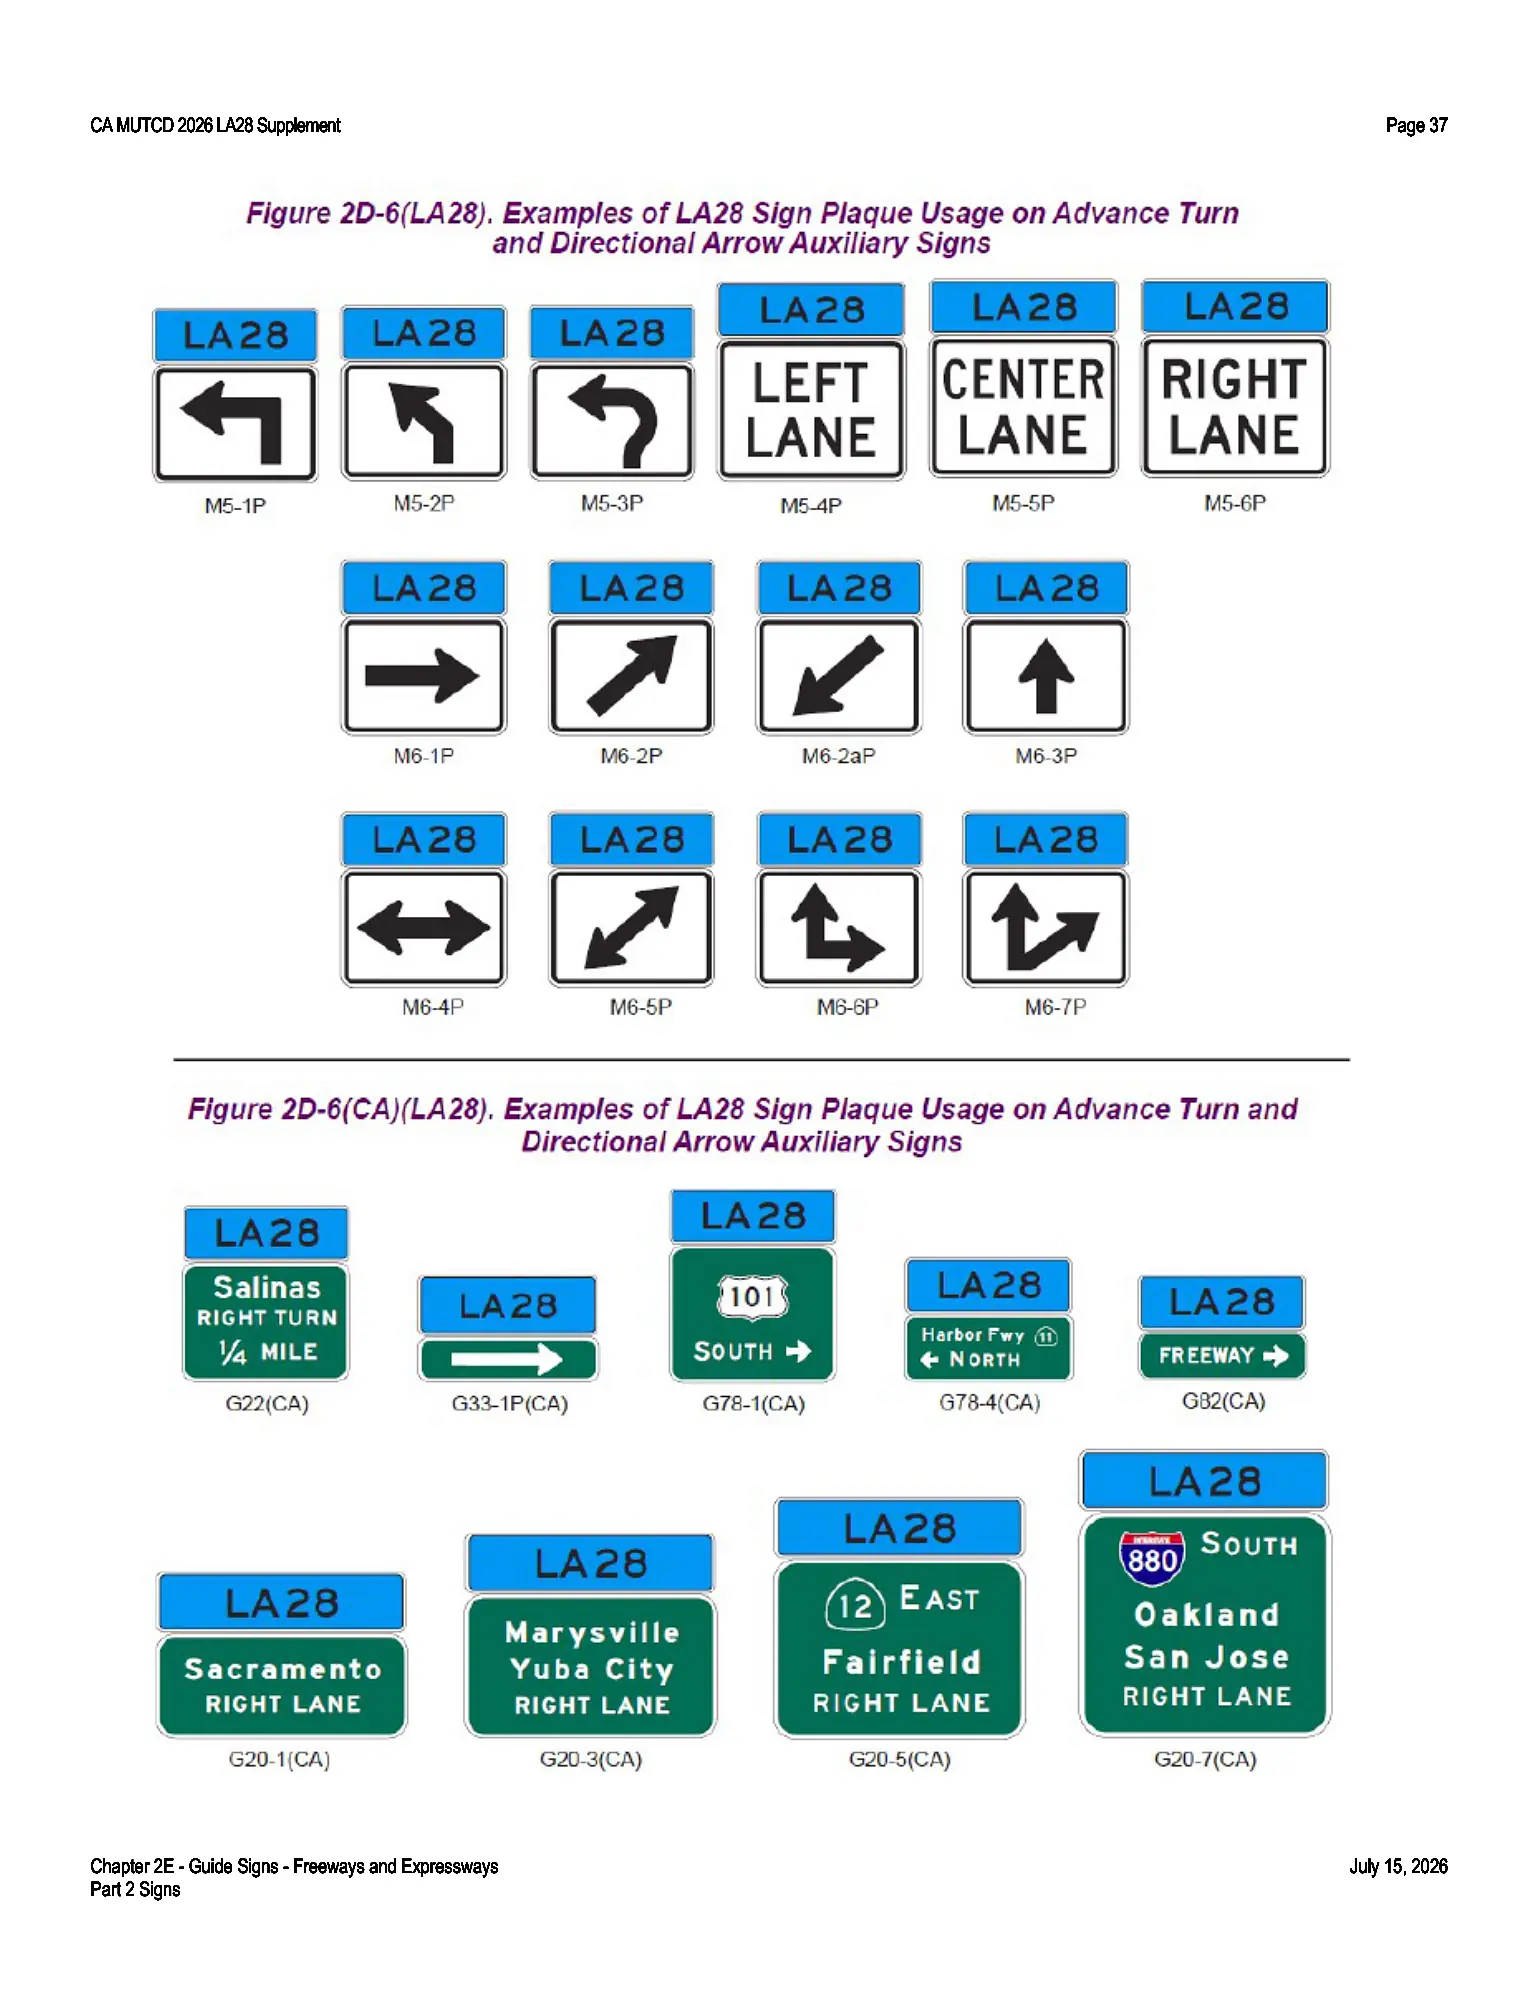 CA MUTCD 2026 LA28 Supplement Page 37
Figure 2D-6(LA28). Examples of LA28 Sign Plaque Usage on Advance Turn
and Directional Arrow Auxiliary Signs
LA28 LA28 LA28 LA28 LA28 LA28
LEFT CENTER RIGHT
LANE LANE LANE
M5-1P M5-2P M5-3P M5-4P M5-5P M5-6P
LA28 LA28 LA28 LA28
M6-1P M6-2P M6-2aP M6-3P
LA28 LA28 LA28 LA28
M6-4P M6-5P M6-6P M6-7P
Figure 2D-6(CA)(LA28). Examples of LA28 Sign Plaque Usage on Advance Turn and
Directional Arrow Auxiliary Signs
LA28
Salinas
RIGHT TURN
1/4 MILE
G22(CA)
LA28
G33-1P(CA)
LA28
101
SOUTH
G78-1(CA)
LA28
Harbor Fwy 11
NORTH
G78-4(CA)
LA28
FREEWAY
G82(CA)
LA28
Sacramento
RIGHT LANE
G20-1(CA)
LA28
Marysville
Yuba City
RIGHT LANE
G20-3(CA)
LA28
12 EAST
Fairfield
RIGHT LANE
G20-5(CA)
LA28
INTERSTATE
880 SOUTH
Oakland
San Jose
RIGHT LANE
G20-7(CA)
Chapter 2E - Guide Signs - Freeways and Expressways July 15, 2026
Part 2 Signs